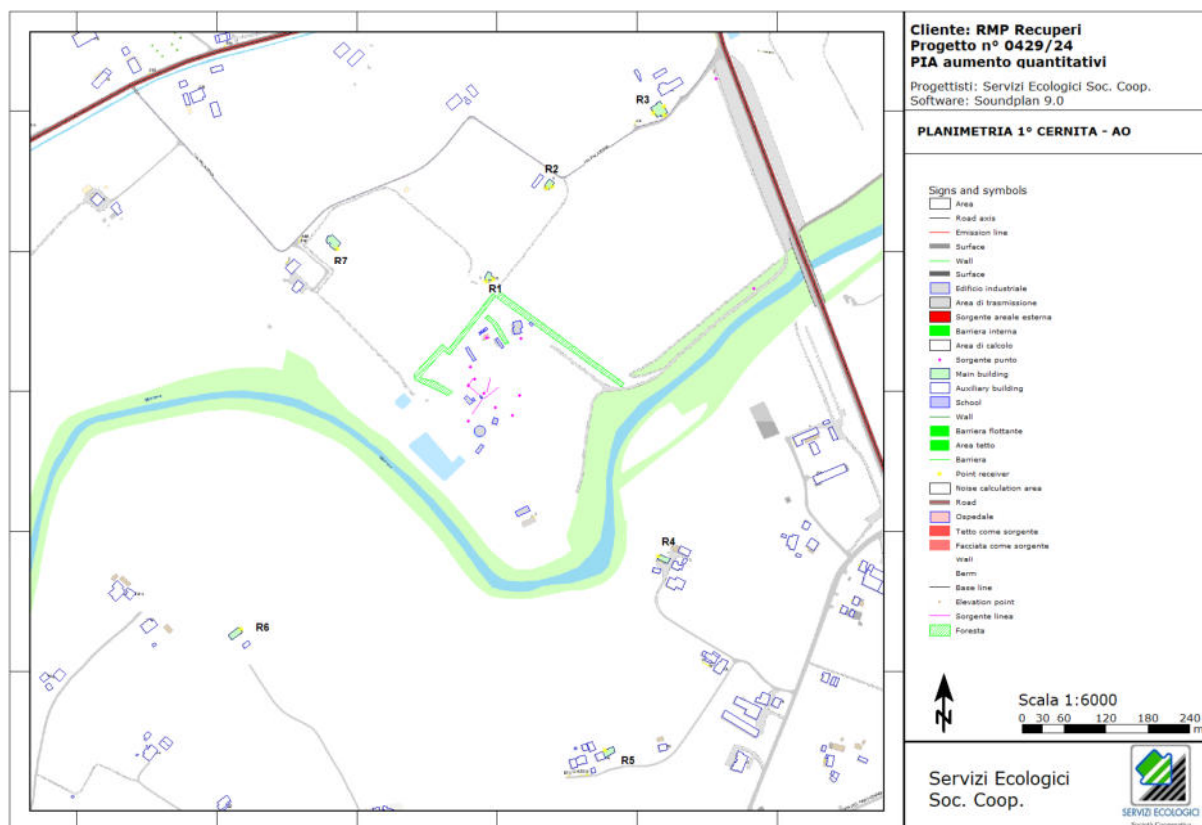 R3
R2
R7
R1
R4
R6
R5
Cliente: RMP Recuperi
Progetto n° 0429/24
PIA aumento quantitativi
Progettisti: Servizi Ecologici Soc. Coop.
Software: Soundplan 9.0
PLANIMETRIA 1° CERNITA - AO
Signs and symbols
Area
Road axis
Emission line
Surface
Wall
Surface
Edificio industriale
Area di trasmissione
Sorgente areale esterna
Barriera interna
Area di calcolo
Sorgente punto
Main building
Auxiliary building
School
Wall
Barriera flottante
Area tetto
Barriera
Point receiver
Noise calculation area
Road
Ospedale
Tetto come sorgente
Facciata come sorgente
Wall
Berm
Base line
Elevation point
Sorgente linea
Foresta
N
Scala 1:6000
0 30 60 120 180 240
m
Servizi Ecologici
Soc. Coop.
SERVIZI ECOLOGICI
Società Cooperativa